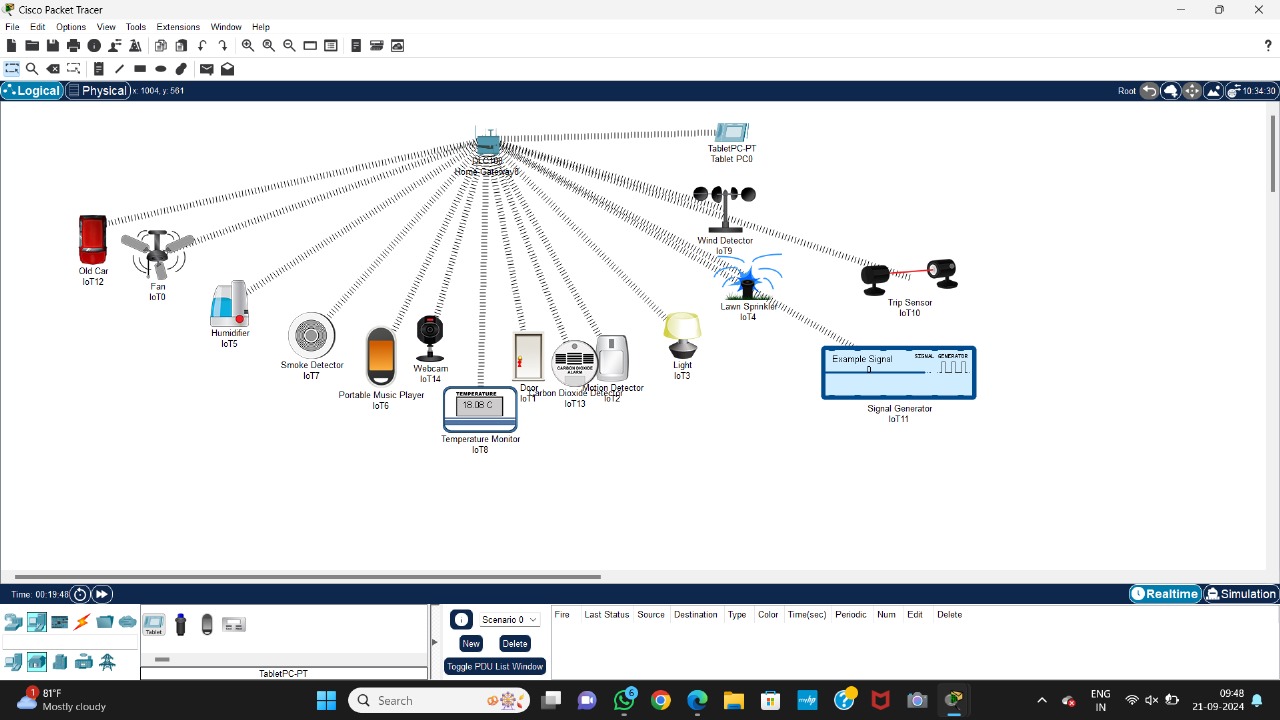 Cisco Packet Tracer
File Edit Options View Tools Extensions Window Help
?
Logical Physical x: 1004, y: 561 Root 10:34:30
DLC100
Home Gateway0
TabletPC-PT
Tablet PC0
Wind Detector
IoT9
Old Car
IoT12
Fan
IoT0
Lawn Sprinkler
IoT4
Trip Sensor
IoT10
Humidifier
IoT5
Smoke Detector
IoT7
Portable Music Player
IoT6
Webcam
IoT14
TEMPERATURE
18.08 C
Temperature Monitor
IoT8
Door
IoT1
CARBON DIOXIDE
ALARM
Carbon Dioxide Detector
IoT13
Motion Detector
IoT2
Light
IoT3
Example Signal SIGNAL GENERATOR
0
Signal Generator
IoT11
Time: 00:19:48 Realtime Simulation
Tablet
TabletPC-PT
Scenario 0
New Delete
Toggle PDU List Window
Fire Last Status Source Destination Type Color Time(sec) Periodic Num Edit Delete
1
81°F
Mostly cloudy
Search
6
myhp
ENG
IN
09:48
21-09-2024